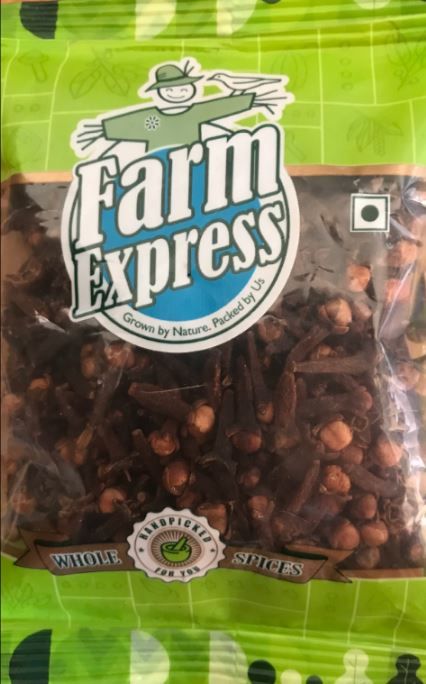 Farm
Express
Grown by Nature. Packed by Us
HANDPICKED
WHOLE SPICES
FOR YOU